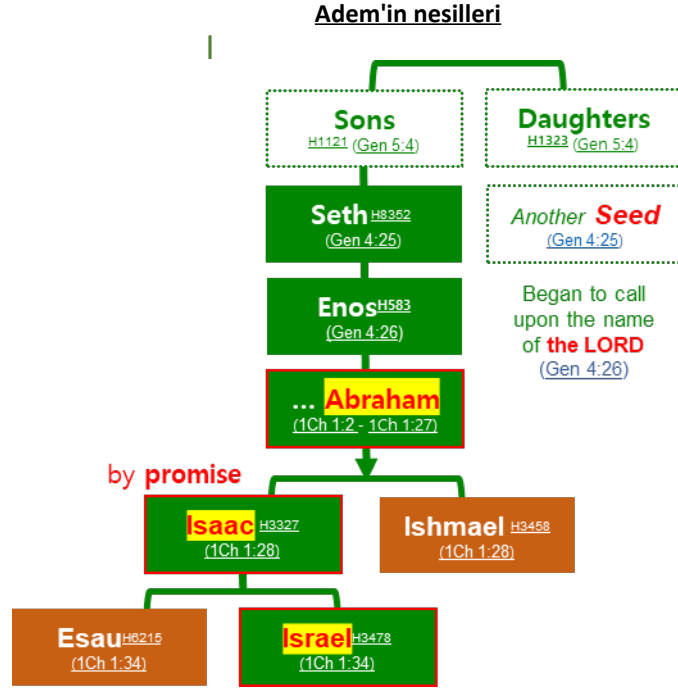 Adem'in nesilleri
Sons
H1121 (Gen 5:4)
Daughters
H1323 (Gen 5:4)
Seth H8352
(Gen 4:25)
Another Seed
(Gen 4:25)
Enos H583
(Gen 4:26)
Began to call
upon the name
of the LORD
(Gen 4:26)
... Abraham
(1Ch 1:2 - 1Ch 1:27)
by promise
Isaac H3327
(1Ch 1:28)
Ishmael H3458
(1Ch 1:28)
Esau H6215
(1Ch 1:34)
Israel H3478
(1Ch 1:34)